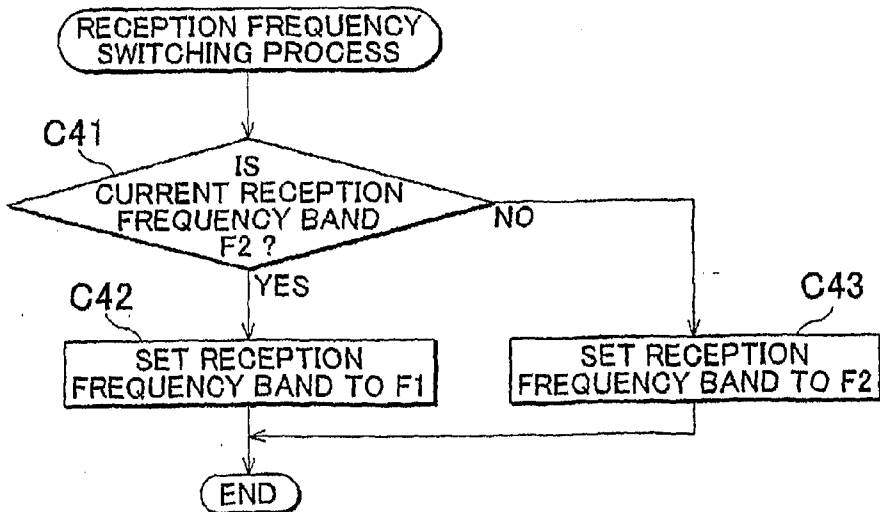 RECEPTION FREQUENCY
SWITCHING PROCESS
C41
IS
CURRENT RECEPTION
FREQUENCY BAND
F2 ?
NO
YES
C42
SET RECEPTION
FREQUENCY BAND TO F1
C43
SET RECEPTION
FREQUENCY BAND TO F2
END